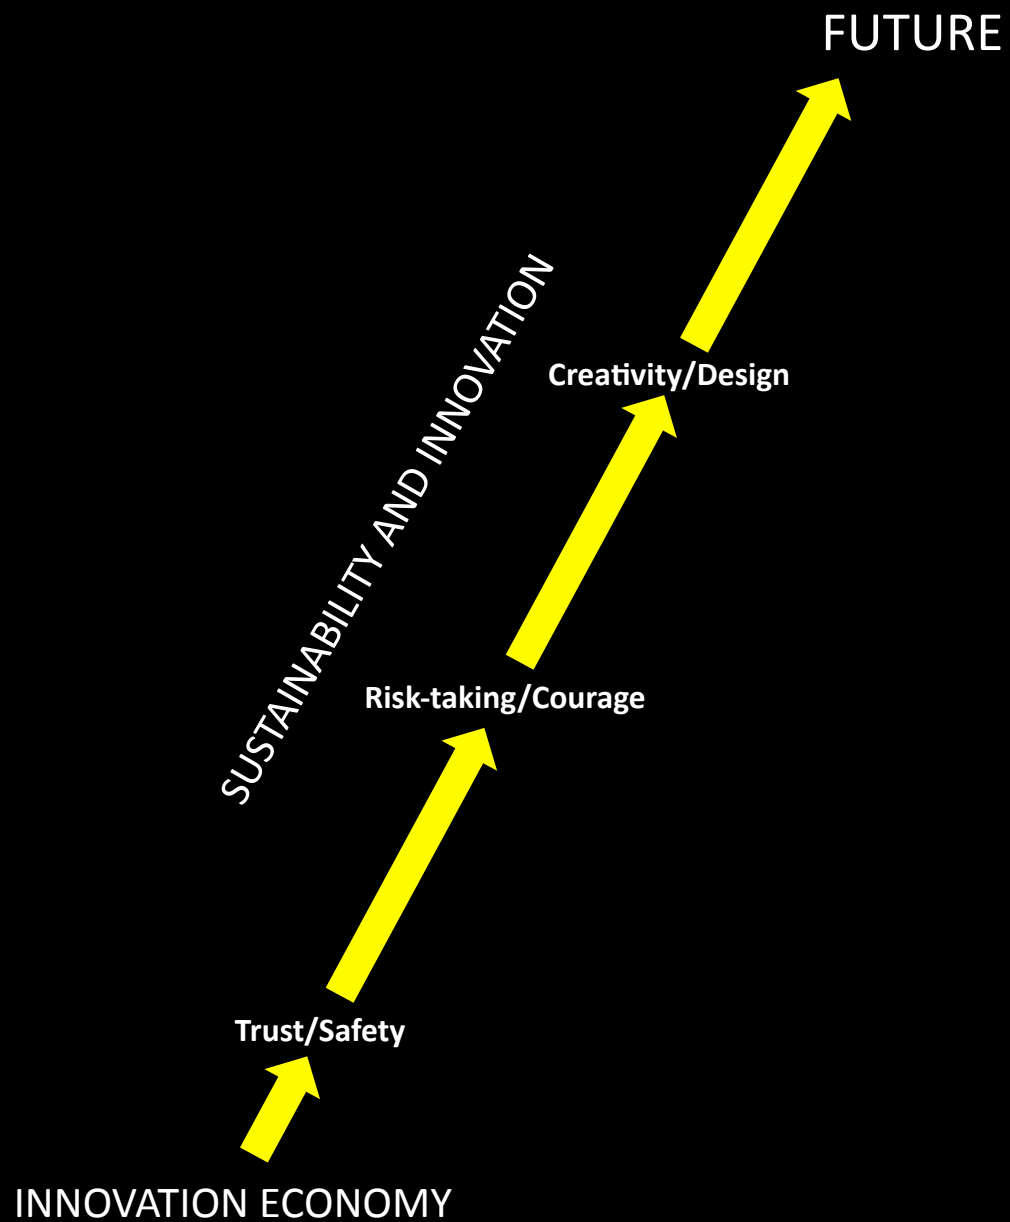 FUTURE
SUSTAINABILITY AND INNOVATION
Creativity/Design
Risk-taking/Courage
Trust/Safety
INNOVATION ECONOMY